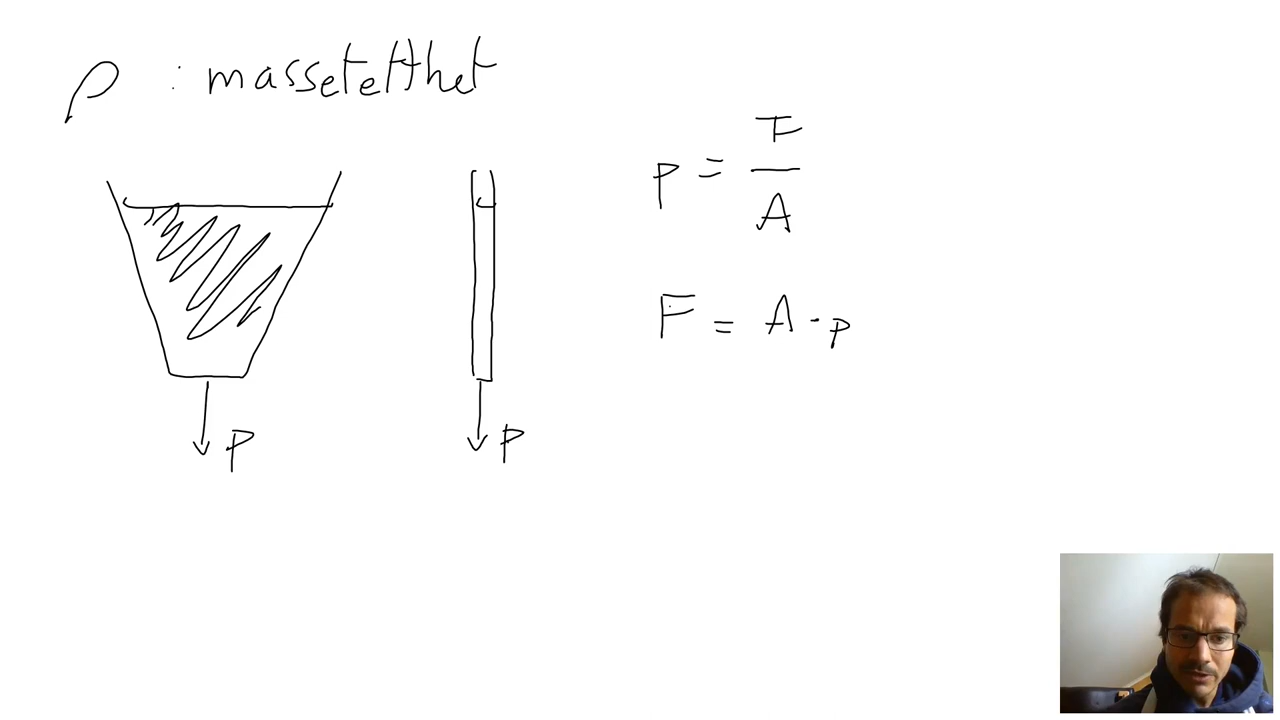 ρ : massetetthet
p = F / A
F = A · p
p
p